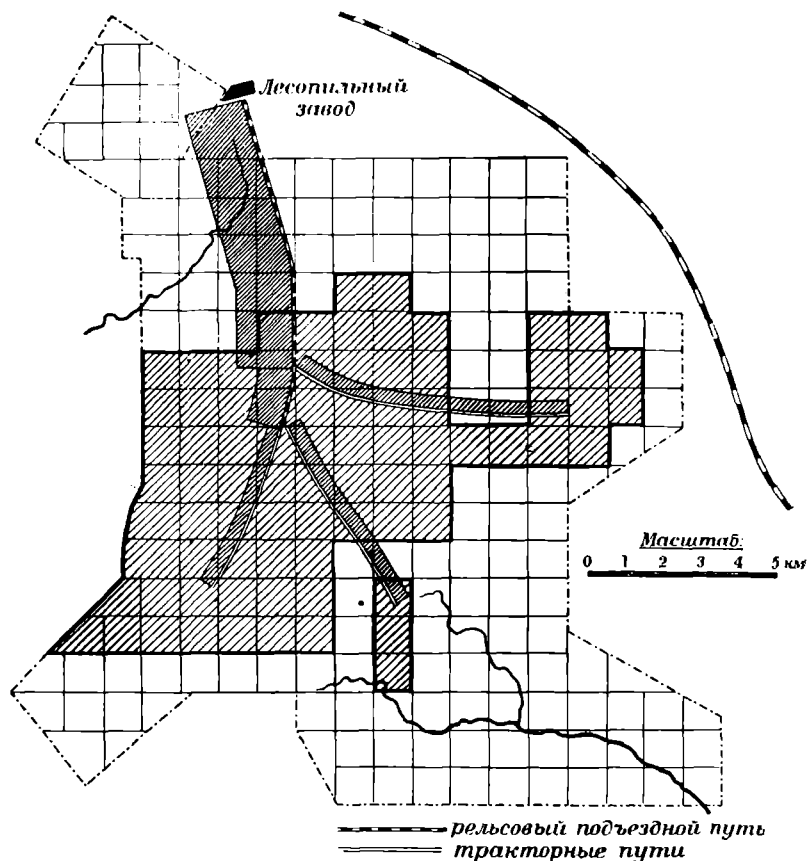 Лесопильный
завод
Масштаб:
0 1 2 3 4 5 км
рельсовый подъездной путь
тракторные пути